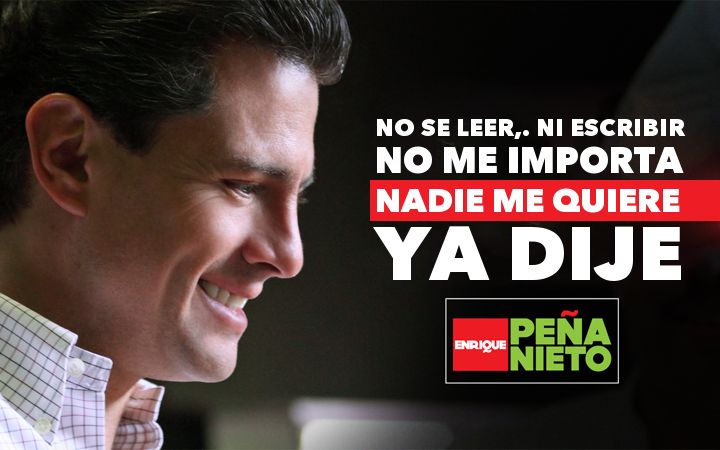 NO SE LEER,. NI ESCRIBIR
NO ME IMPORTA
NADIE ME QUIERE
YA DIJE
ENRIQUE
PEÑA
NIETO